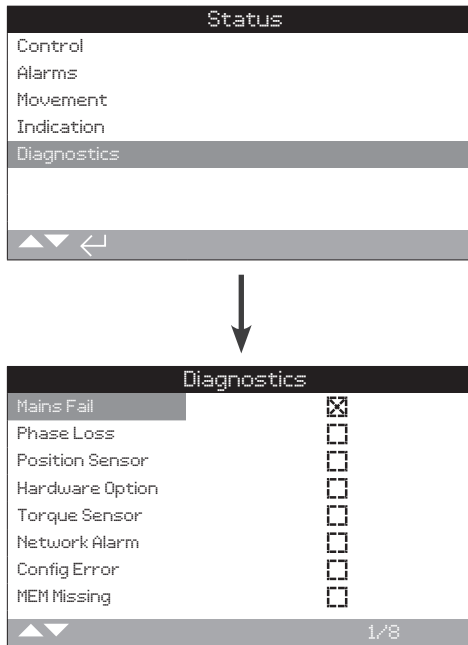 Status
Control
Alarms
Movement
Indication
Diagnostics
Diagnostics
Mains Fail
Phase Loss
Position Sensor
Hardware Option
Torque Sensor
Network Alarm
Config Error
MEM Missing
1/8